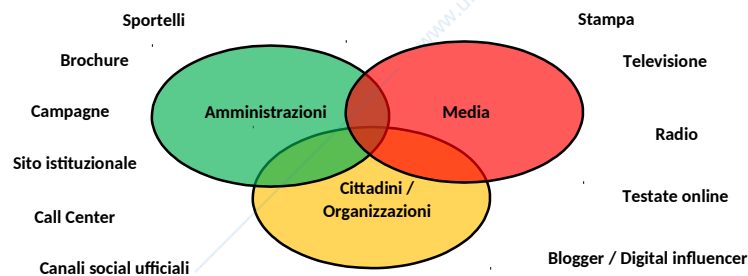 Sportelli
Stampa
Brochure
Televisione
Campagne
Amministrazioni
Media
Radio
Sito istituzionale
Cittadini /
Organizzazioni
Testate online
Call Center
Blogger / Digital influencer
Canali social ufficiali
www.